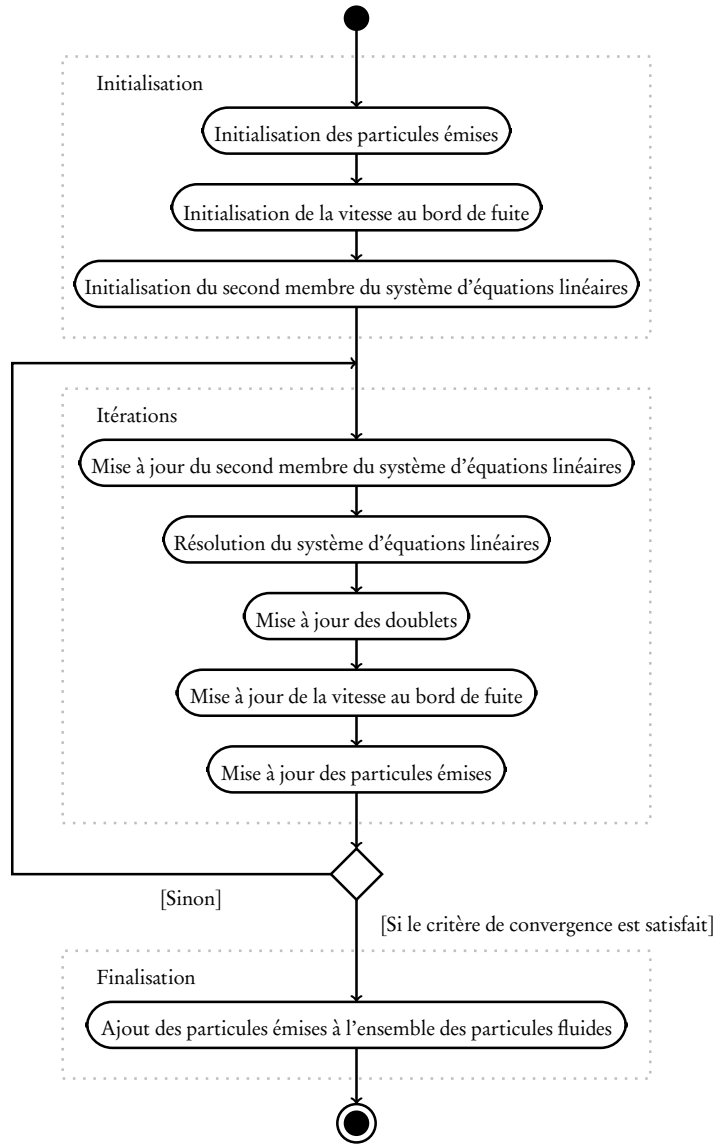 Initialisation
Initialisation des particules émises
Initialisation de la vitesse au bord de fuite
Initialisation du second membre du système d’équations linéaires
Itérations
Mise à jour du second membre du système d’équations linéaires
Résolution du système d’équations linéaires
Mise à jour des doublets
Mise à jour de la vitesse au bord de fuite
Mise à jour des particules émises
[Sinon]
[Si le critère de convergence est satisfait]
Finalisation
Ajout des particules émises à l’ensemble des particules fluides